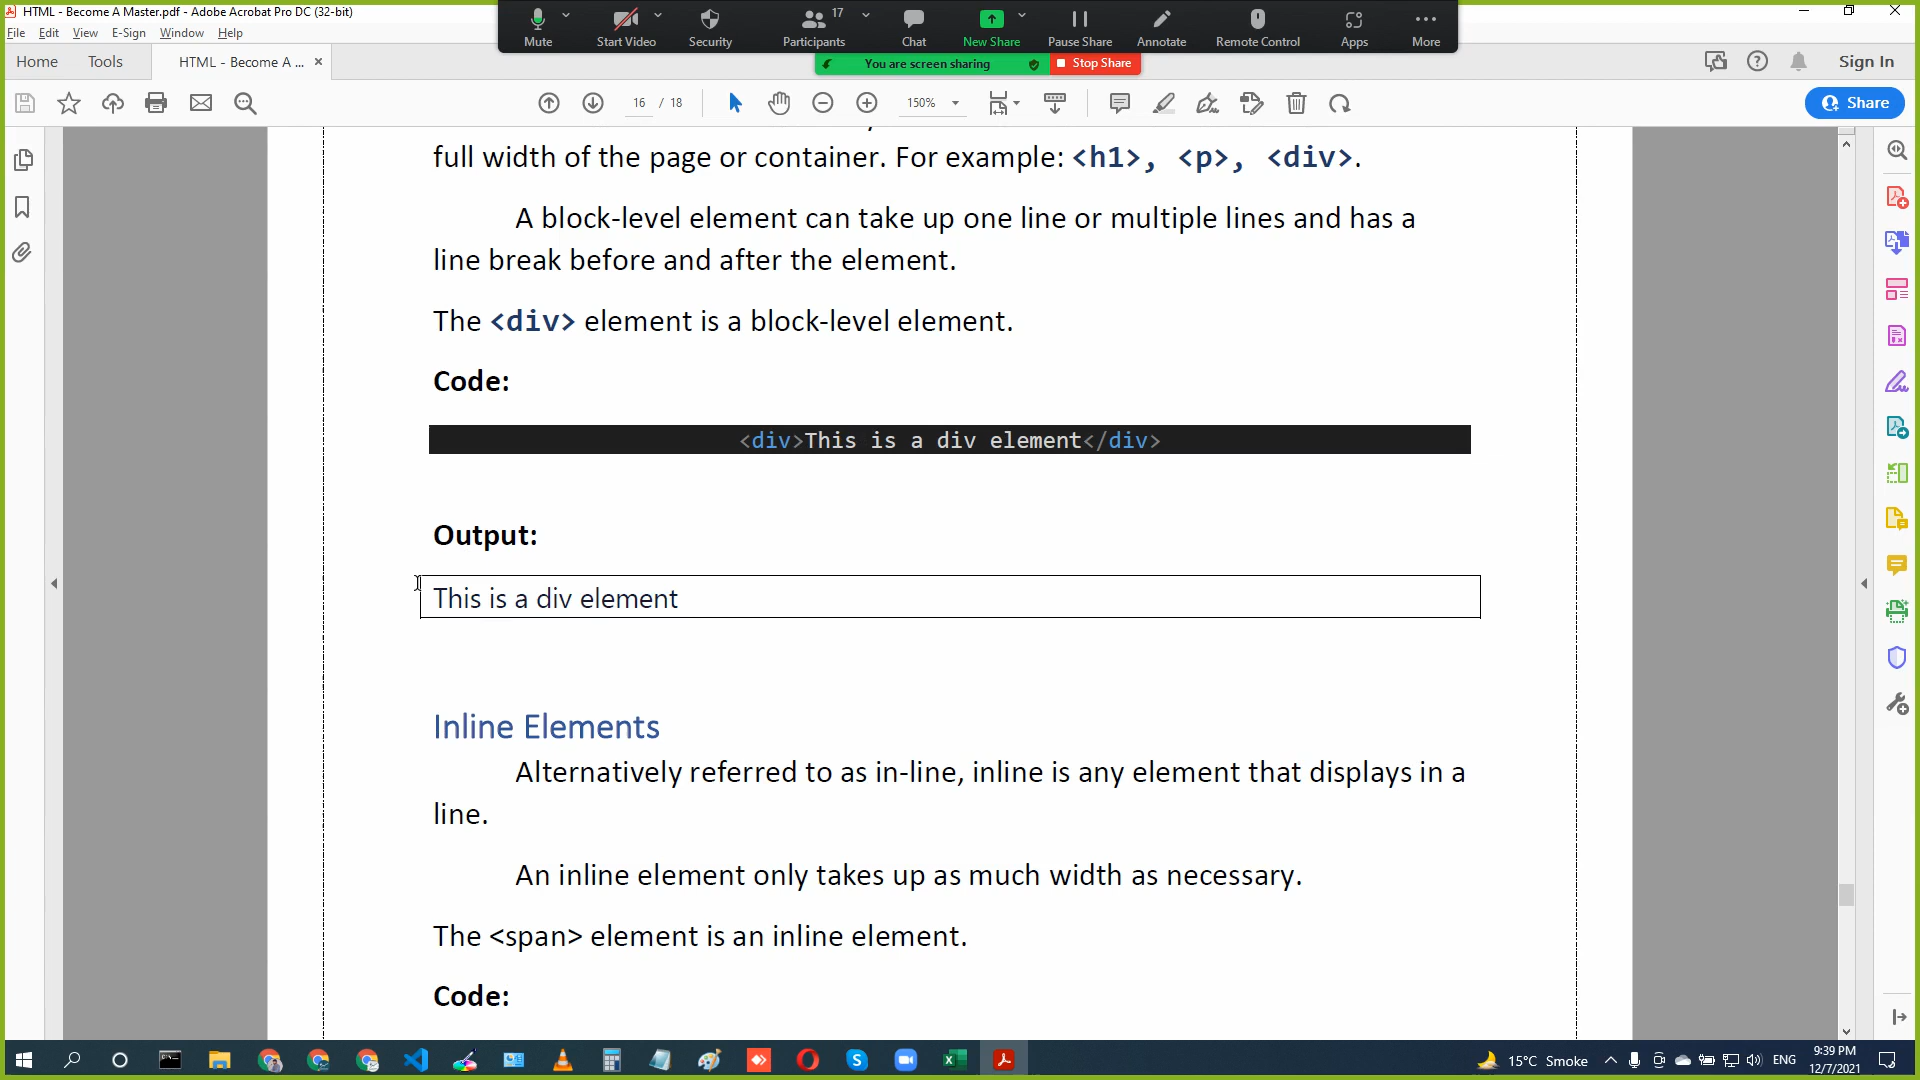 HTML - Become A Master.pdf - Adobe Acrobat Pro DC (32-bit)
File Edit View E-Sign Window Help
Mute Start Video Security Participants 17 Chat New Share Pause Share Annotate Remote Control Apps More
You are screen sharing Stop Share
Home Tools HTML - Become A ... × Sign In
16 / 18 150% Share
full width of the page or container. For example: <h1>, <p>, <div>.
A block-level element can take up one line or multiple lines and has a
line break before and after the element.
The <div> element is a block-level element.
Code:
<div>This is a div element</div>
Output:
This is a div element
Inline Elements
Alternatively referred to as in-line, inline is any element that displays in a
line.
An inline element only takes up as much width as necessary.
The <span> element is an inline element.
Code:
15°C Smoke ENG 9:39 PM
12/7/2021